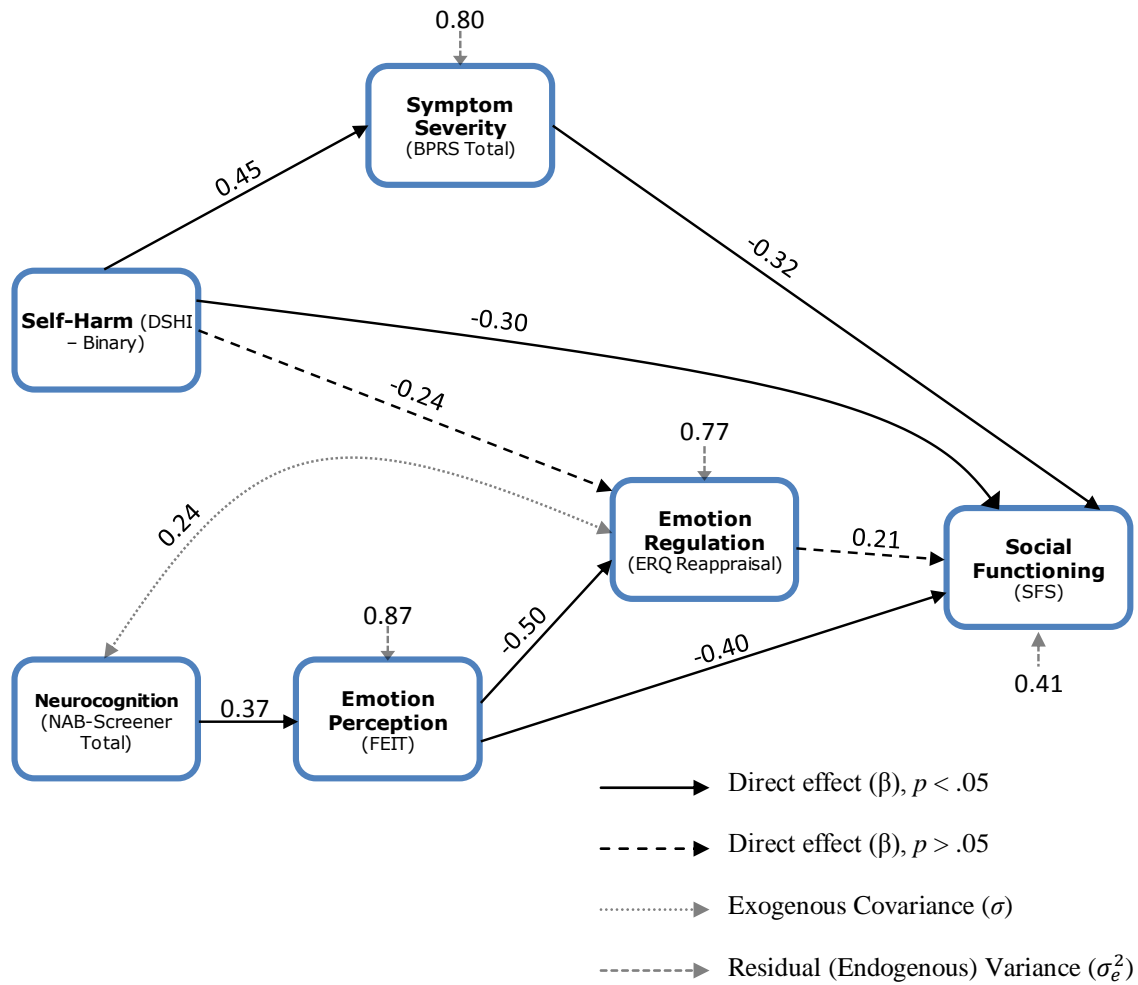 0.80
Symptom
Severity
(BPRS Total)
0.45
-0.32
Self-Harm (DSHI
– Binary)
-0.30
-0.24
0.77
Emotion
Regulation
(ERQ Reappraisal)
0.21
Social
Functioning
(SFS)
0.24
0.87
-0.50
-0.40
0.41
Neurocognition
(NAB-Screener
Total)
0.37
Emotion
Perception
(FEIT)
Direct effect (β), p < .05
Direct effect (β), p > .05
Exogenous Covariance (σ)
Residual (Endogenous) Variance (σ²ₑ)